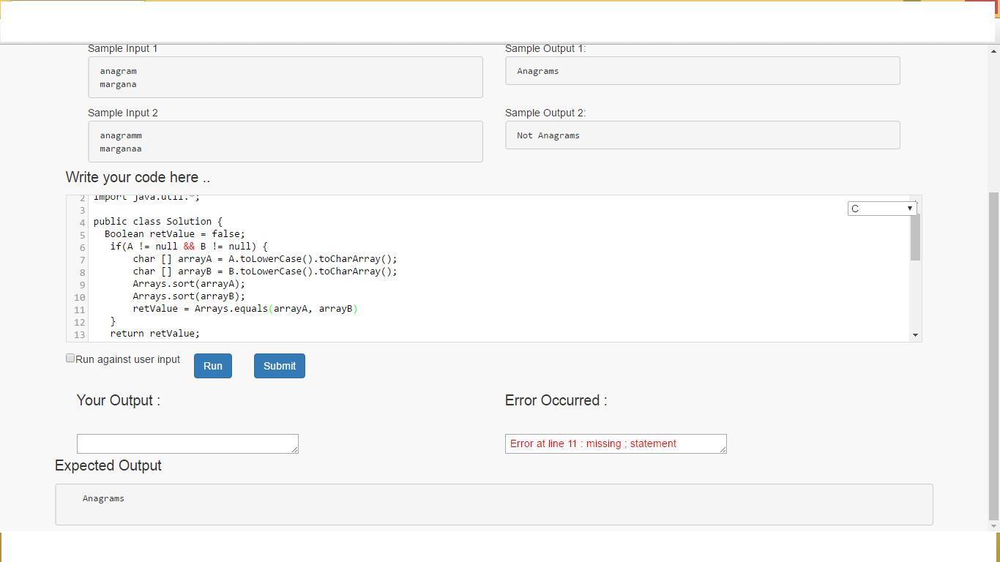 Sample Input 1
Sample Output 1:
anagram
margana
Anagrams
Sample Input 2
Sample Output 2:
anagramm
marganaa
Not Anagrams
Write your code here ..
2 import java.util.*;
3
4 public class Solution {
5 Boolean retValue = false;
6 if(A != null && B != null) {
7 char [] arrayA = A.toLowerCase().toCharArray();
8 char [] arrayB = B.toLowerCase().toCharArray();
9 Arrays.sort(arrayA);
10 Arrays.sort(arrayB);
11 retValue = Arrays.equals(arrayA, arrayB)
12 }
13 return retValue;
C
Run against user input
Run
Submit
Your Output :
Error Occurred :
Error at line 11 : missing ; statement
Expected Output
Anagrams